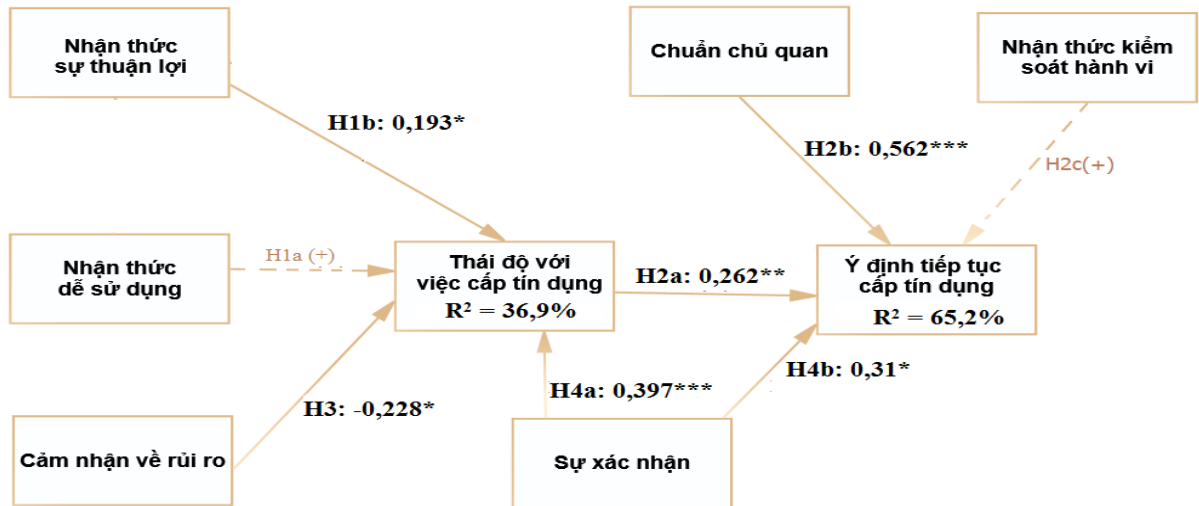 Nhận thức
sự thuận lợi
Chuẩn chủ quan
Nhận thức kiểm
soát hành vi
H1b: 0,193*
H2b: 0,562***
H2c(+)
Nhận thức
dễ sử dụng
H1a (+)
Thái độ với
việc cấp tín dụng
R² = 36,9%
H2a: 0,262**
Ý định tiếp tục
cấp tín dụng
R² = 65,2%
H3: -0,228*
H4a: 0,397***
H4b: 0,31*
Cảm nhận về rủi ro
Sự xác nhận